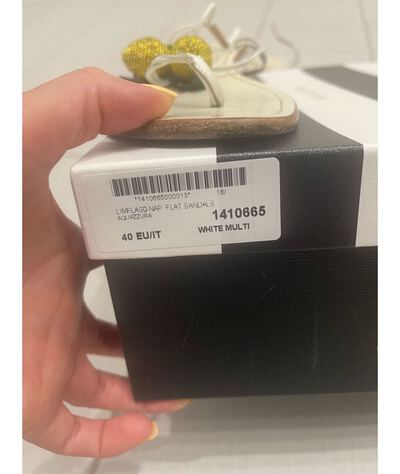 *1410665000013* 16/
LIMFLASD-NAP FLAT SANDALS
AQUAZZURA
1410665
40 EU/IT WHITE MULTI